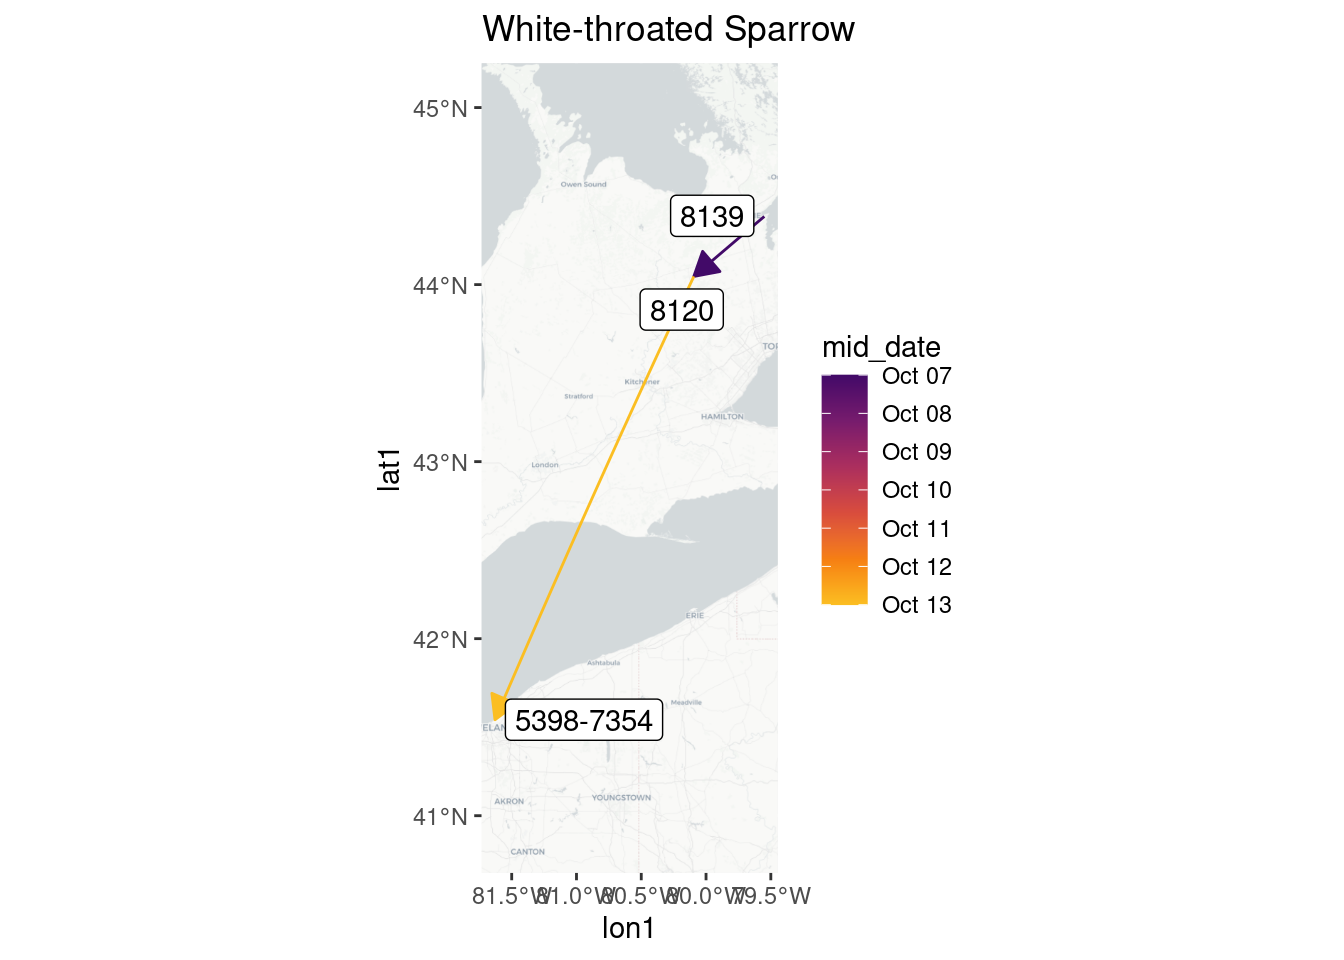 White-throated Sparrow
45°N
Owen Sound
8139
44°N
8120
Kitchener
Stratford
HAMILTON
lat1
43°N
London
mid_date
Oct 07
Oct 08
Oct 09
Oct 10
Oct 11
Oct 12
Oct 13
42°N
ERIE
Ashtabula
Meadville
5398-7354
41°N
AKRON
YOUNGSTOWN
CANTON
81.5°W 81.0°W 80.5°W 80.0°W 79.5°W
lon1